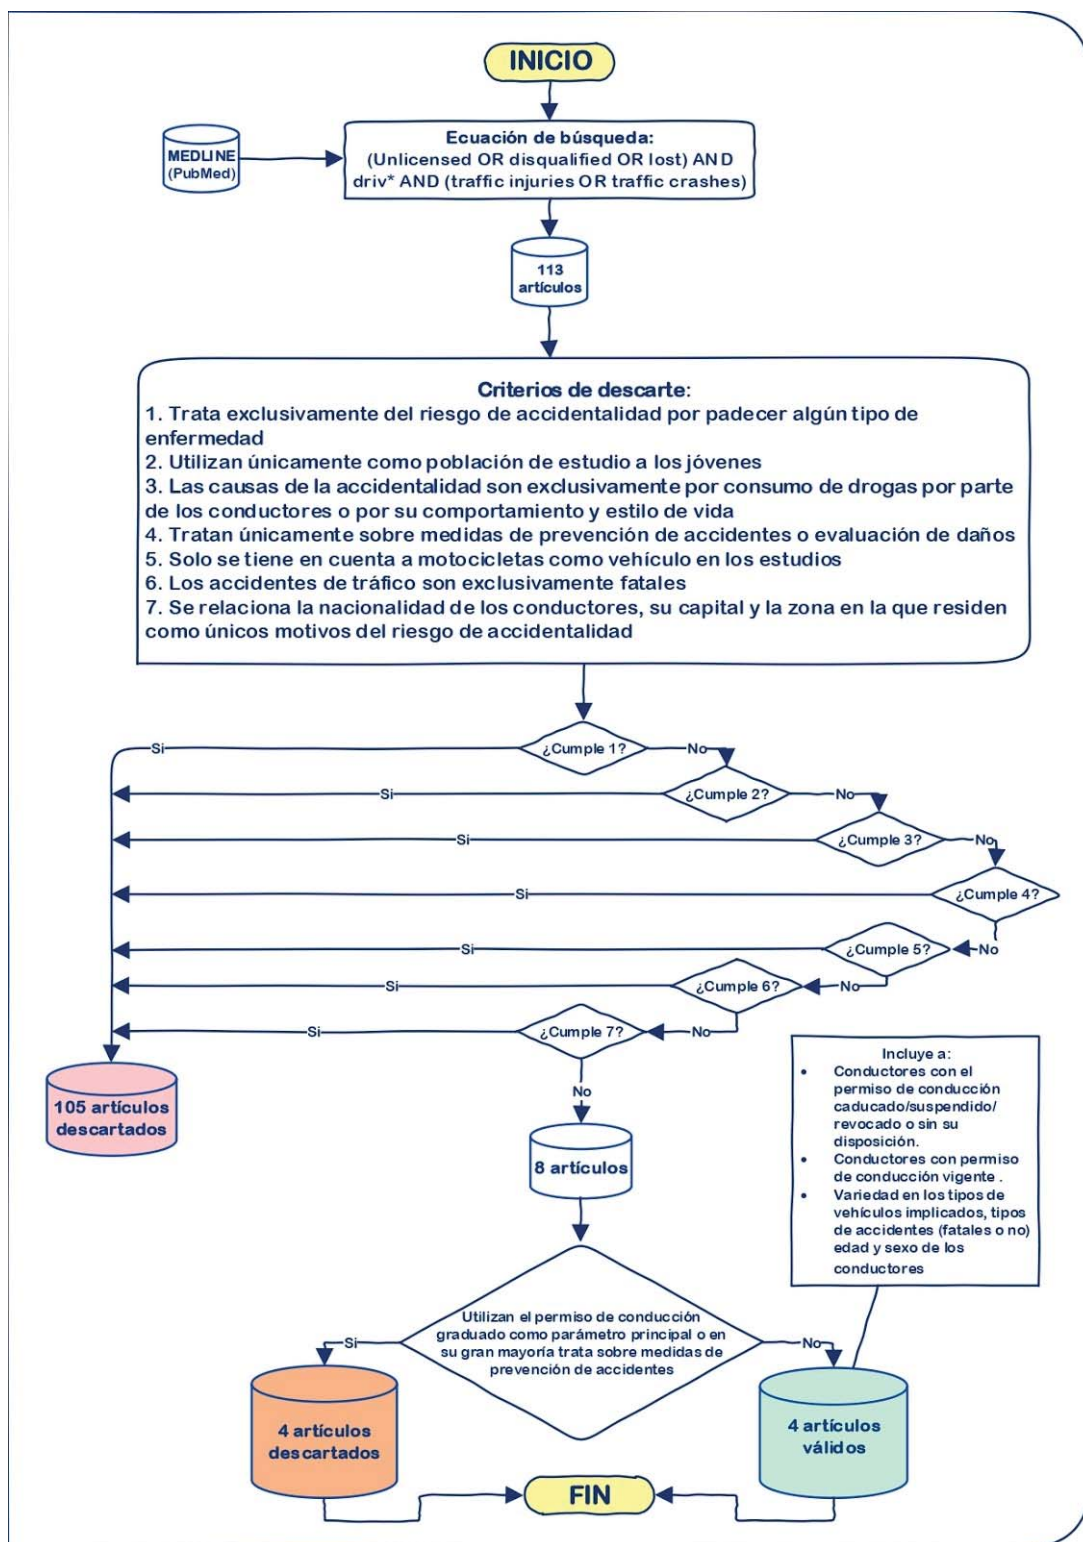 INICIO
MEDLINE
(PubMed)
Ecuación de búsqueda:
(Unlicensed OR disqualified OR lost) AND
driv* AND (traffic injuries OR traffic crashes)
113
artículos
Criterios de descarte:
1. Trata exclusivamente del riesgo de accidentalidad por padecer algún tipo de
enfermedad
2. Utilizan únicamente como población de estudio a los jóvenes
3. Las causas de la accidentalidad son exclusivamente por consumo de drogas por parte
de los conductores o por su comportamiento y estilo de vida
4. Tratan únicamente sobre medidas de prevención de accidentes o evaluación de daños
5. Solo se tiene en cuenta a motocicletas como vehículo en los estudios
6. Los accidentes de tráfico son exclusivamente fatales
7. Se relaciona la nacionalidad de los conductores, su capital y la zona en la que residen
como únicos motivos del riesgo de accidentalidad
Si
¿Cumple 1?
No
Si
¿Cumple 2?
No
Si
¿Cumple 3?
No
Si
¿Cumple 4?
Si
¿Cumple 5?
No
Si
¿Cumple 6?
No
Si
¿Cumple 7?
No
No
105 artículos
descartados
8 artículos
Incluye a:
• Conductores con el
permiso de conducción
caducado/suspendido/
revocado o sin su
disposición.
• Conductores con permiso
de conducción vigente .
• Variedad en los tipos de
vehículos implicados, tipos
de accidentes (fatales o no)
edad y sexo de los
conductores
Si
Utilizan el permiso de conducción
graduado como parámetro principal o en
su gran mayoría trata sobre medidas de
prevención de accidentes
No
4 artículos
descartados
4 artículos
válidos
FIN